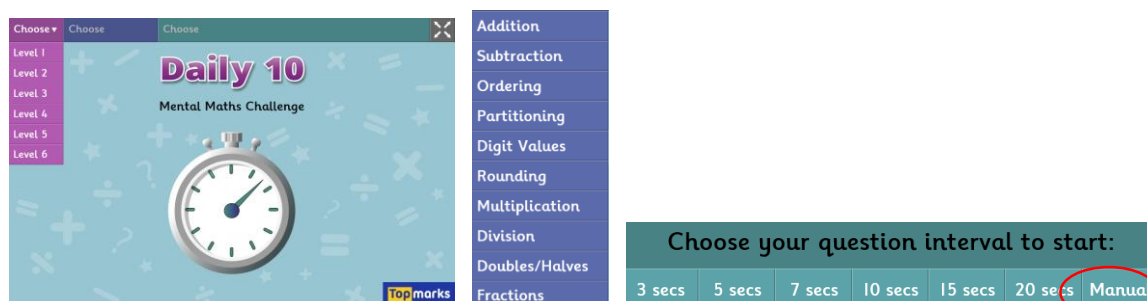 Choose▾ Choose Choose
Level 1
Level 2
Level 3
Level 4
Level 5
Level 6
Daily 10
Mental Maths Challenge
Topmarks
Addition
Subtraction
Ordering
Partitioning
Digit Values
Rounding
Multiplication
Division
Doubles/Halves
Fractions
Choose your question interval to start:
3 secs 5 secs 7 secs 10 secs 15 secs 20 secs Manua